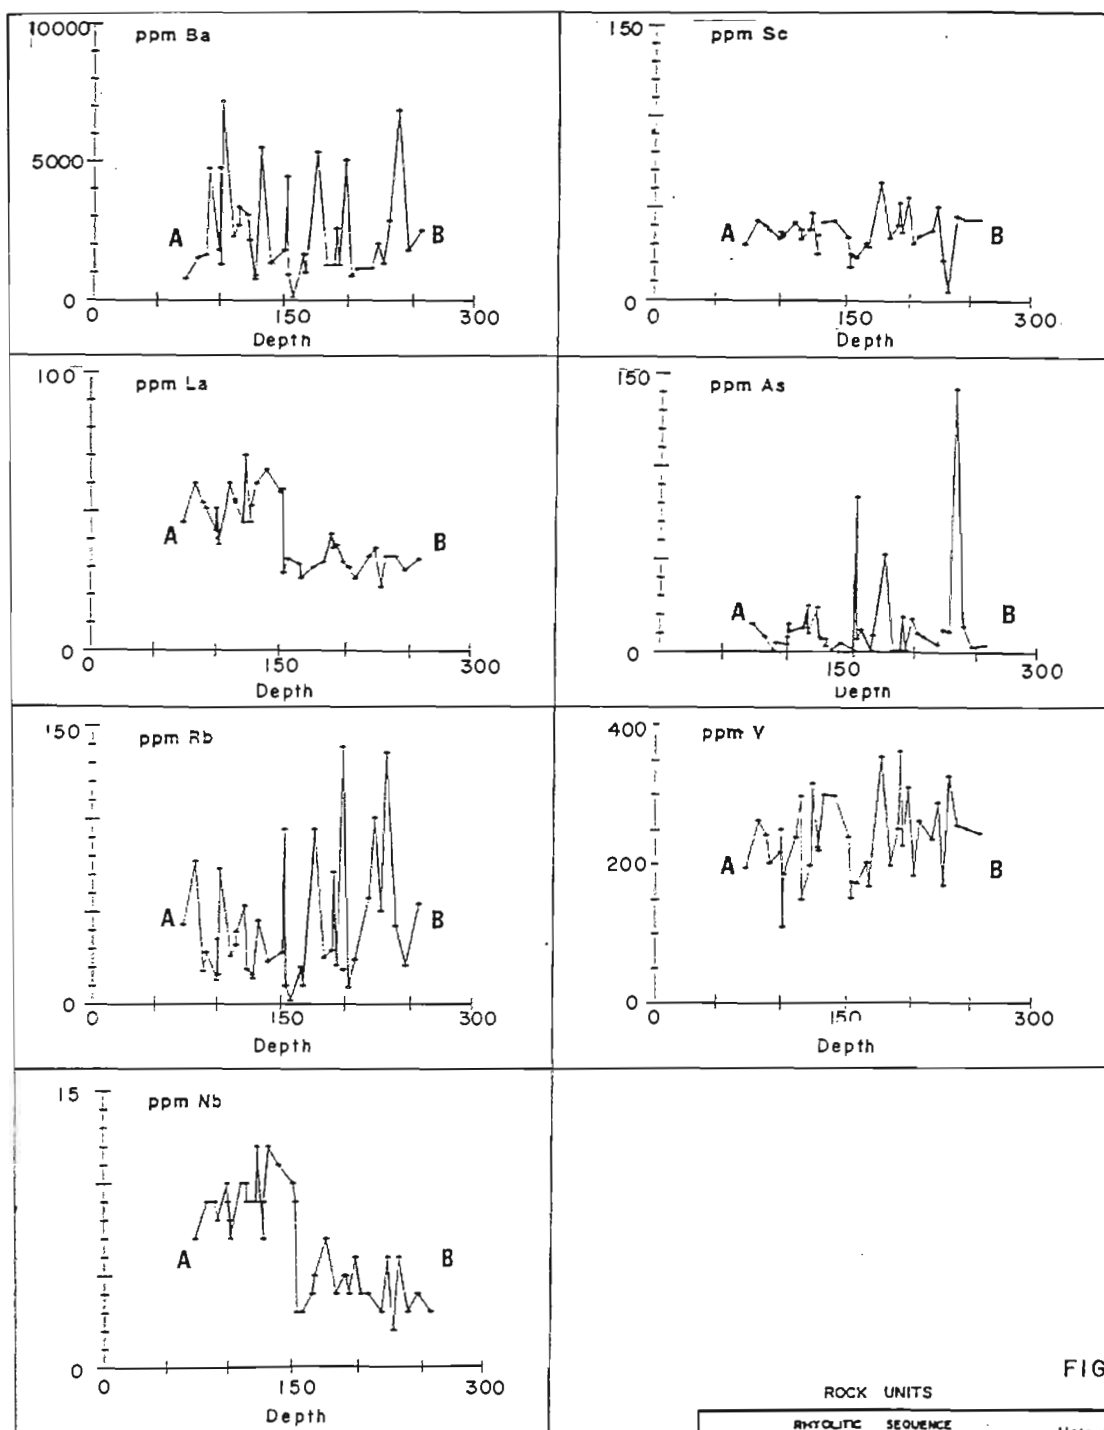 10000
ppm Ba
5000
A
B
0
0
150
300
Depth
150
ppm Sc
A
B
0
0
150
300
Depth
100
ppm La
A
B
0
0
150
300
Depth
150
ppm As
A
B
0
150
300
Depth
150
ppm Rb
A
B
0
0
150
300
Depth
400
ppm V
200
A
B
0
0
150
300
Depth
15
ppm Nb
A
B
0
0
150
300
Depth
FIG
ROCK UNITS
RHYOLITIC SEQUENCE